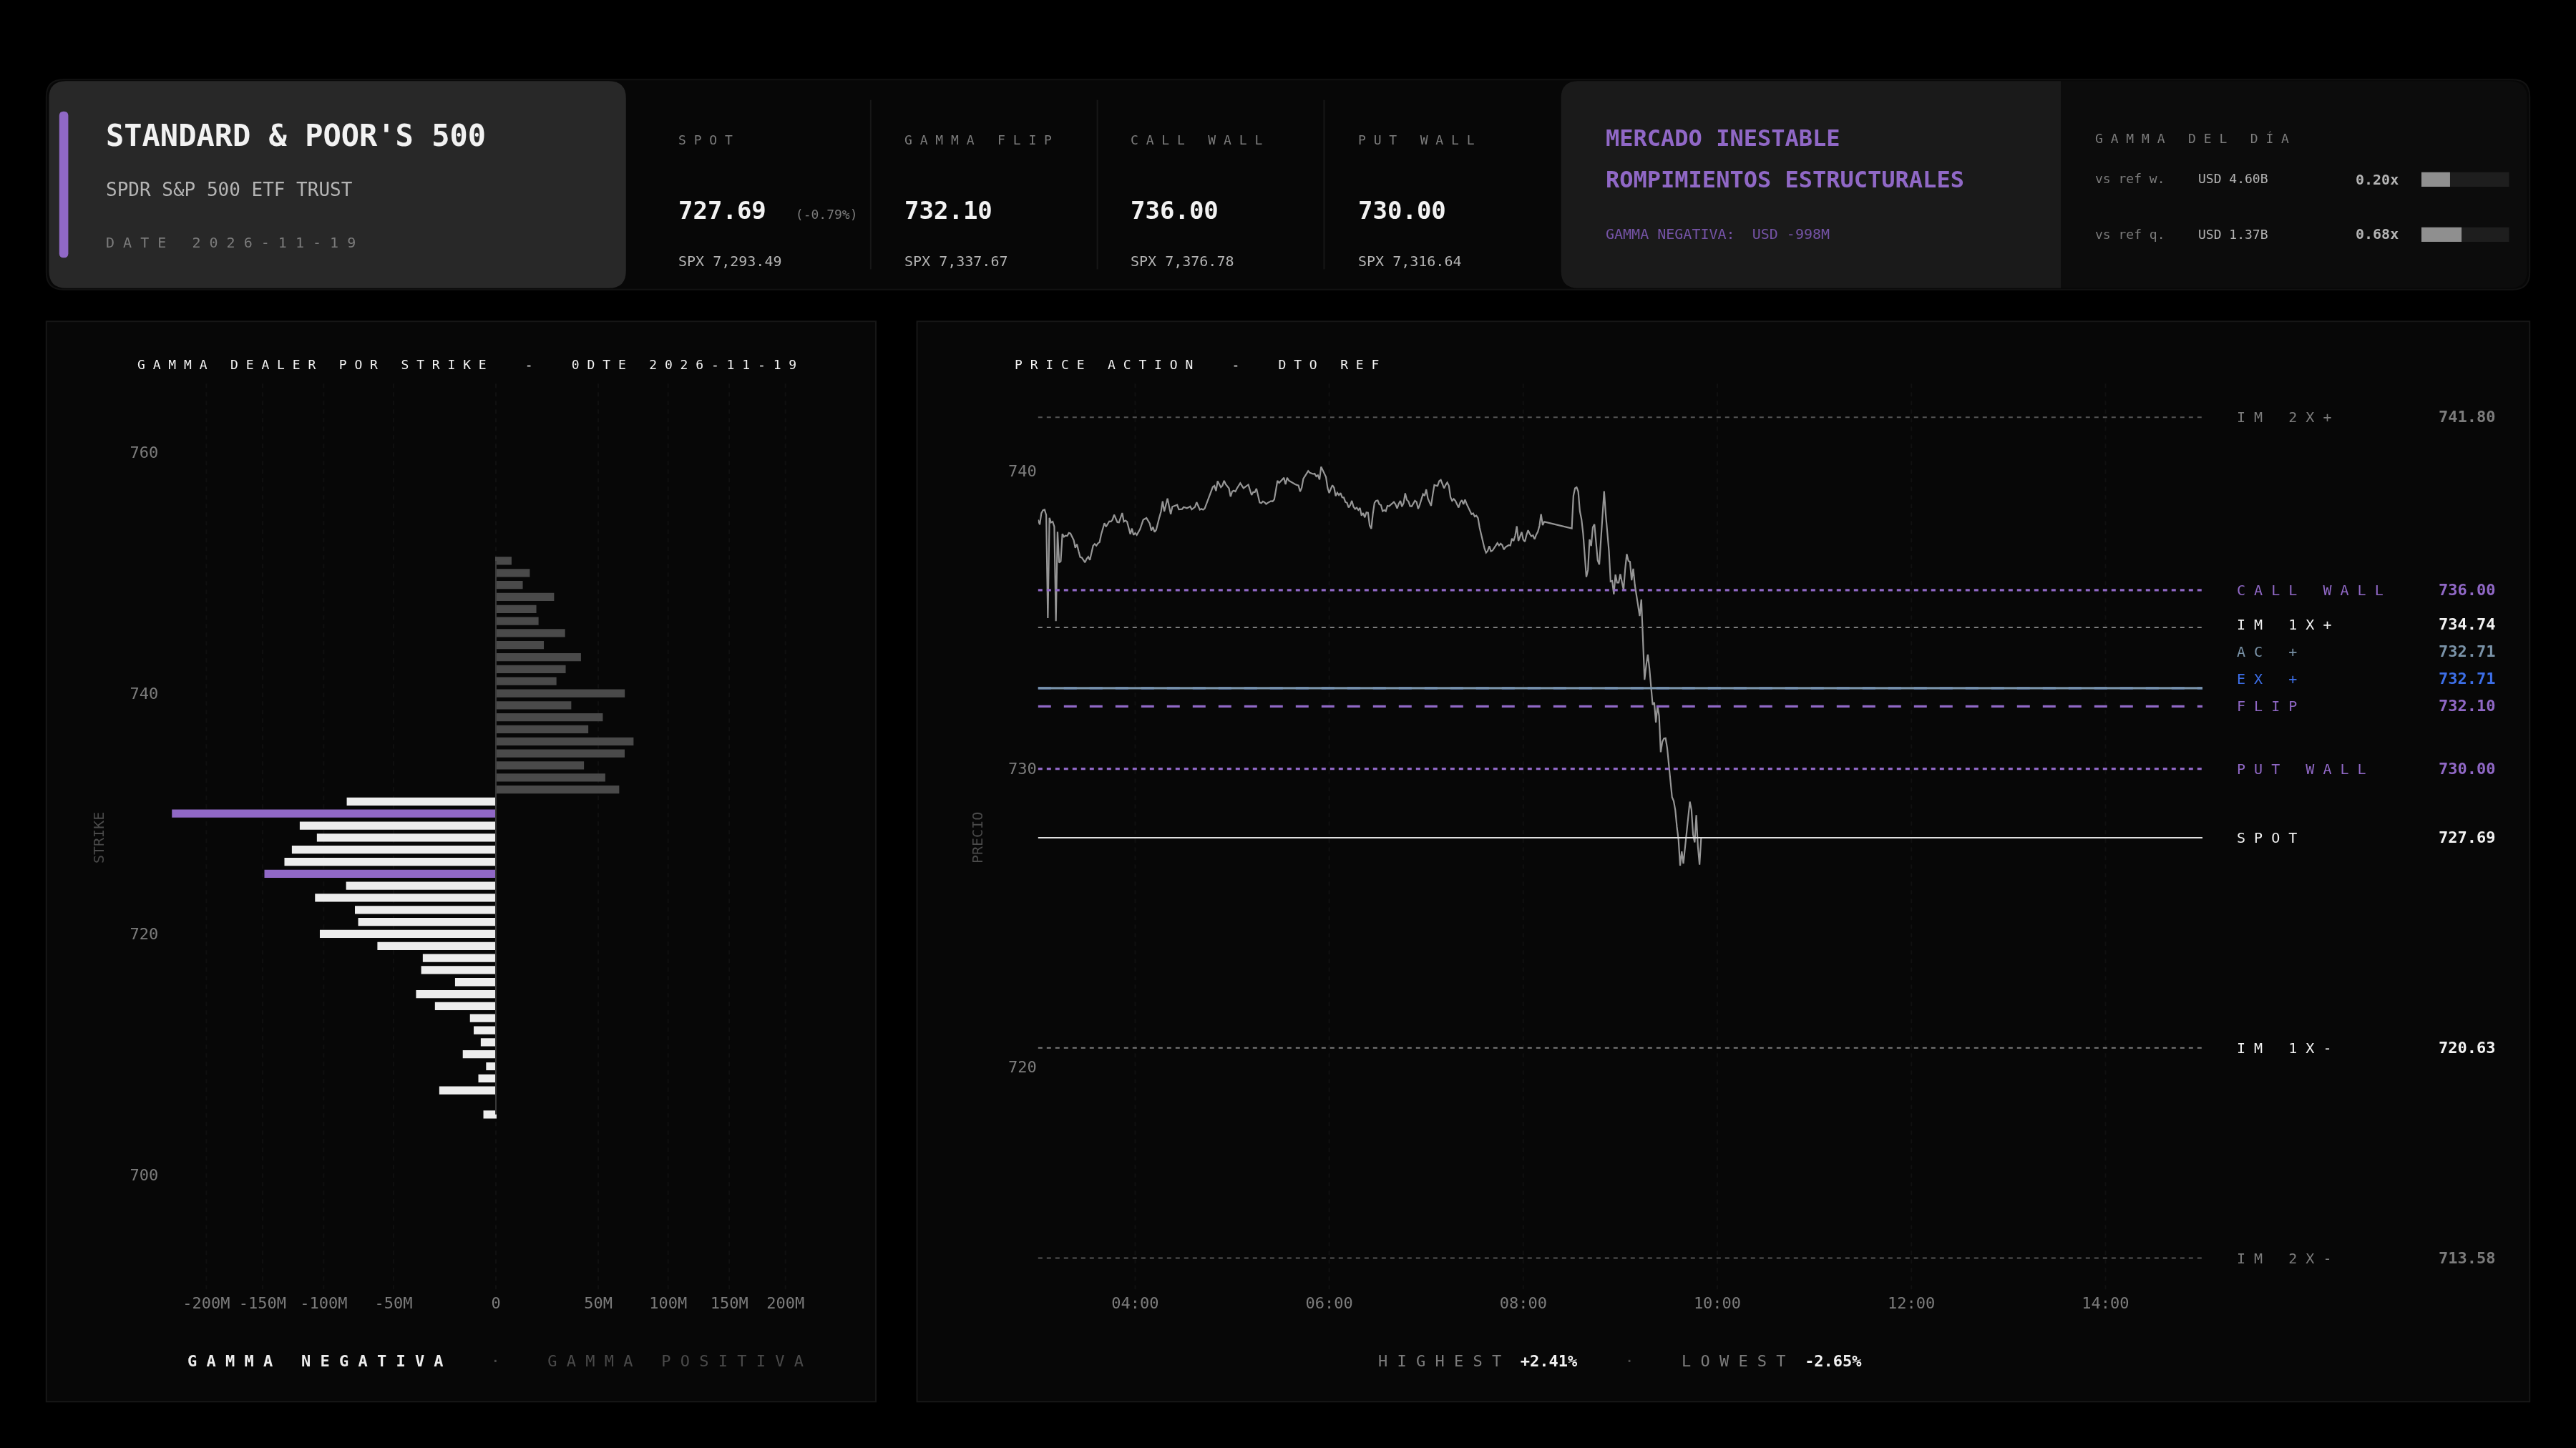 STANDARD & POOR'S 500
SPDR S&P 500 ETF TRUST
DATE 2026-11-19
SPOT
727.69 (-0.79%)
SPX 7,293.49
GAMMA FLIP
732.10
SPX 7,337.67
CALL WALL
736.00
SPX 7,376.78
PUT WALL
730.00
SPX 7,316.64
MERCADO INESTABLE
ROMPIMIENTOS ESTRUCTURALES
GAMMA NEGATIVA: USD -998M
GAMMA DEL DÍA
vs ref w. USD 4.60B 0.20x
vs ref q. USD 1.37B 0.68x
GAMMA DEALER POR STRIKE - 0DTE 2026-11-19
760
740
720
700
STRIKE
-200M -150M -100M -50M 0 50M 100M 150M 200M
GAMMA NEGATIVA · GAMMA POSITIVA
PRICE ACTION - DTO REF
740
730
720
PRECIO
IM 2X+ 741.80
CALL WALL 736.00
IM 1X+ 734.74
AC + 732.71
EX + 732.71
FLIP 732.10
PUT WALL 730.00
SPOT 727.69
IM 1X- 720.63
IM 2X- 713.58
04:00 06:00 08:00 10:00 12:00 14:00
HIGHEST +2.41% · LOWEST -2.65%